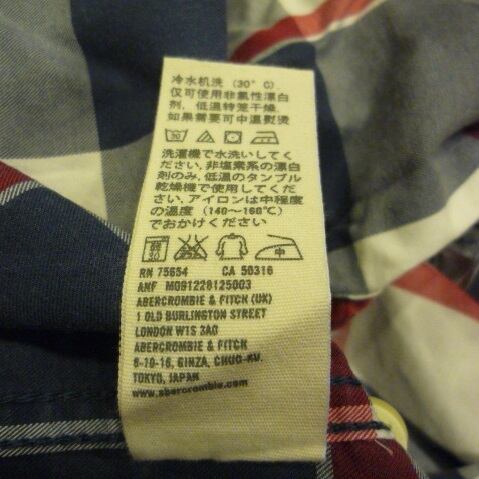 冷水机洗 (30°C)
仅可使用非氯性漂白
剂, 低温转笼干燥.
如果需要可中温熨烫
30
洗濯機で水洗いしてく
ださい. 非塩素系の漂白
剤のみ, 低温のタンブル
乾燥機で使用してくだ
さい. アイロンは中程度
の温度 (140～160℃)
でおかけください
30 中
RN 75654 CA 50316
ANF M091228125003
ABERCROMBIE & FITCH (UK)
1 OLD BURLINGTON STREET
LONDON W1S 3AG
ABERCROMBIE & FITCH
6-10-16, GINZA, CHUO-KU,
TOKYO, JAPAN
www.abercrombie.com